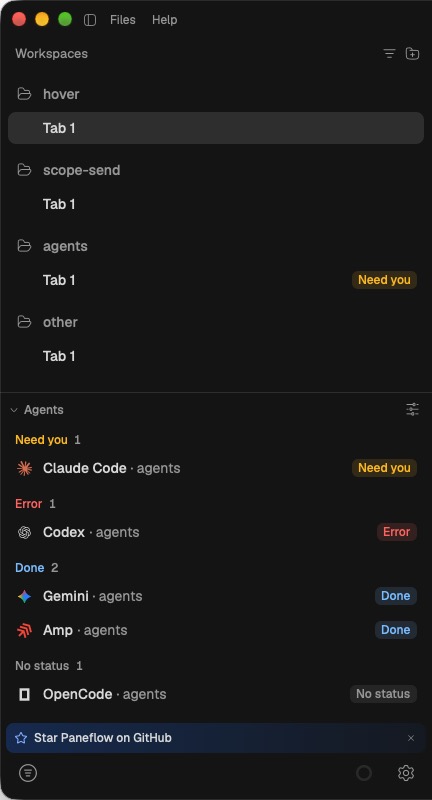 Files Help
Workspaces
hover
Tab 1
scope-send
Tab 1
agents
Tab 1 Need you
other
Tab 1
Agents
Need you 1
Claude Code · agents Need you
Error 1
Codex · agents Error
Done 2
Gemini · agents Done
Amp · agents Done
No status 1
OpenCode · agents No status
Star Paneflow on GitHub